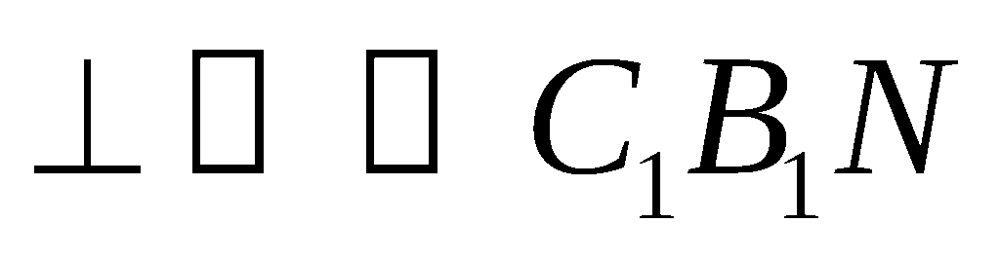 ⊥ □ □ C₁B₁N